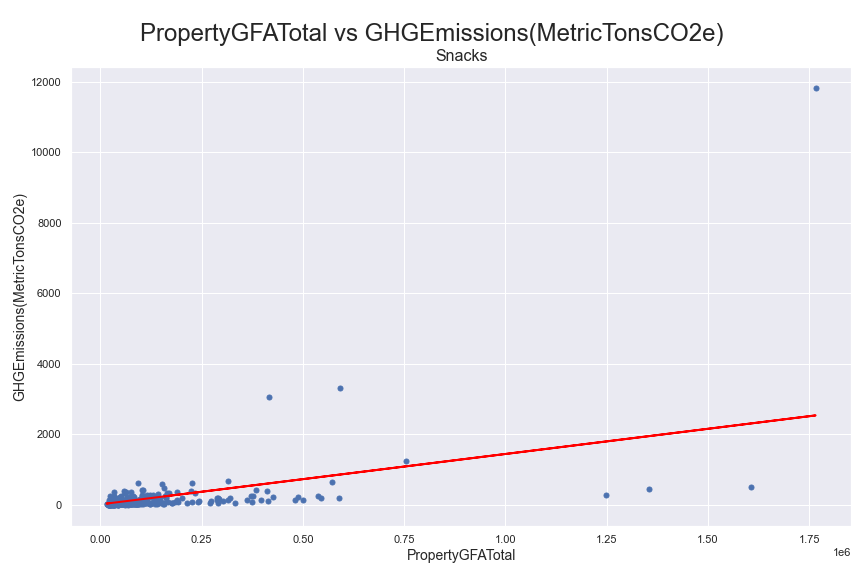 PropertyGFATotal vs GHGEmissions(MetricTonsCO2e)
Snacks
GHGEmissions(MetricTonsCO2e)
12000
10000
8000
6000
4000
2000
0
0.00 0.25 0.50 0.75 1.00 1.25 1.50 1.75
1e6
PropertyGFATotal